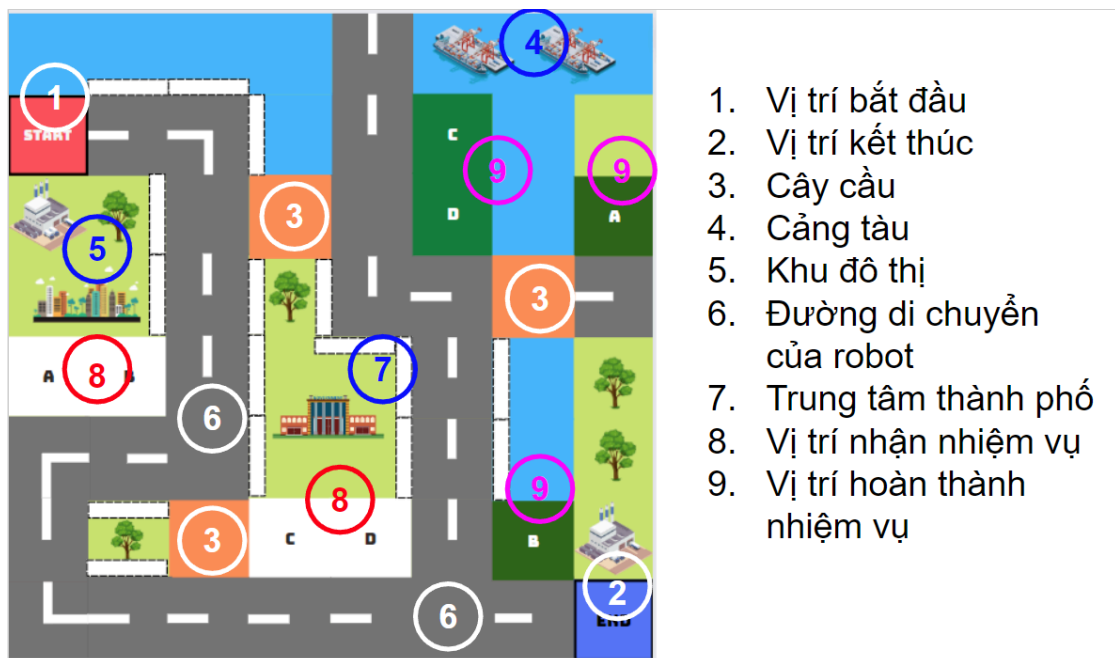 4
1
START
C
9
9
3
D
A
5
3
7
A
8
B
6
9
8
3
C
D
B
2
6
END
1. Vị trí bắt đầu
2. Vị trí kết thúc
3. Cây cầu
4. Cảng tàu
5. Khu đô thị
6. Đường di chuyển
của robot
7. Trung tâm thành phố
8. Vị trí nhận nhiệm vụ
9. Vị trí hoàn thành
nhiệm vụ